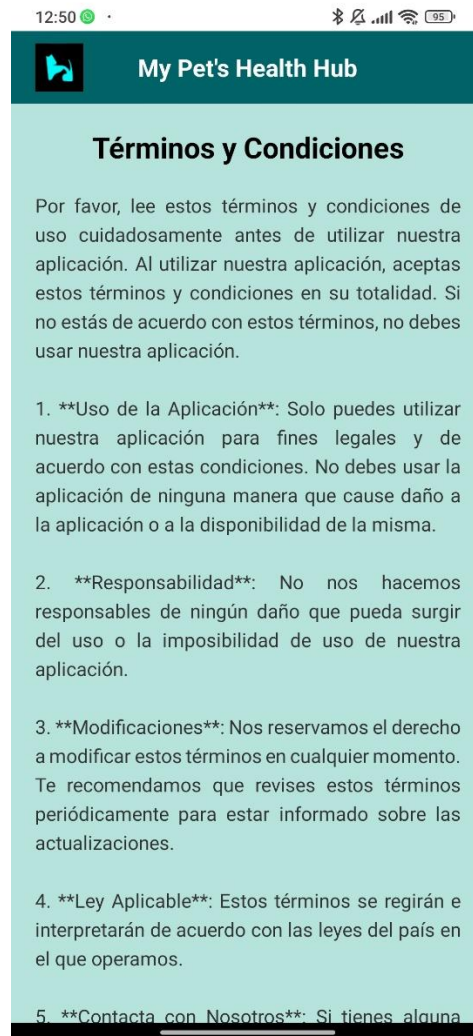 12:50
95
My Pet's Health Hub
Términos y Condiciones
Por favor, lee estos términos y condiciones de
uso cuidadosamente antes de utilizar nuestra
aplicación. Al utilizar nuestra aplicación, aceptas
estos términos y condiciones en su totalidad. Si
no estás de acuerdo con estos términos, no debes
usar nuestra aplicación.
1. **Uso de la Aplicación**: Solo puedes utilizar
nuestra aplicación para fines legales y de
acuerdo con estas condiciones. No debes usar la
aplicación de ninguna manera que cause daño a
la aplicación o a la disponibilidad de la misma.
2. **Responsabilidad**: No nos hacemos
responsables de ningún daño que pueda surgir
del uso o la imposibilidad de uso de nuestra
aplicación.
3. **Modificaciones**: Nos reservamos el derecho
a modificar estos términos en cualquier momento.
Te recomendamos que revises estos términos
periódicamente para estar informado sobre las
actualizaciones.
4. **Ley Aplicable**: Estos términos se regirán e
interpretarán de acuerdo con las leyes del país en
el que operamos.
5. **Contacta con Nosotros**: Si tienes alguna